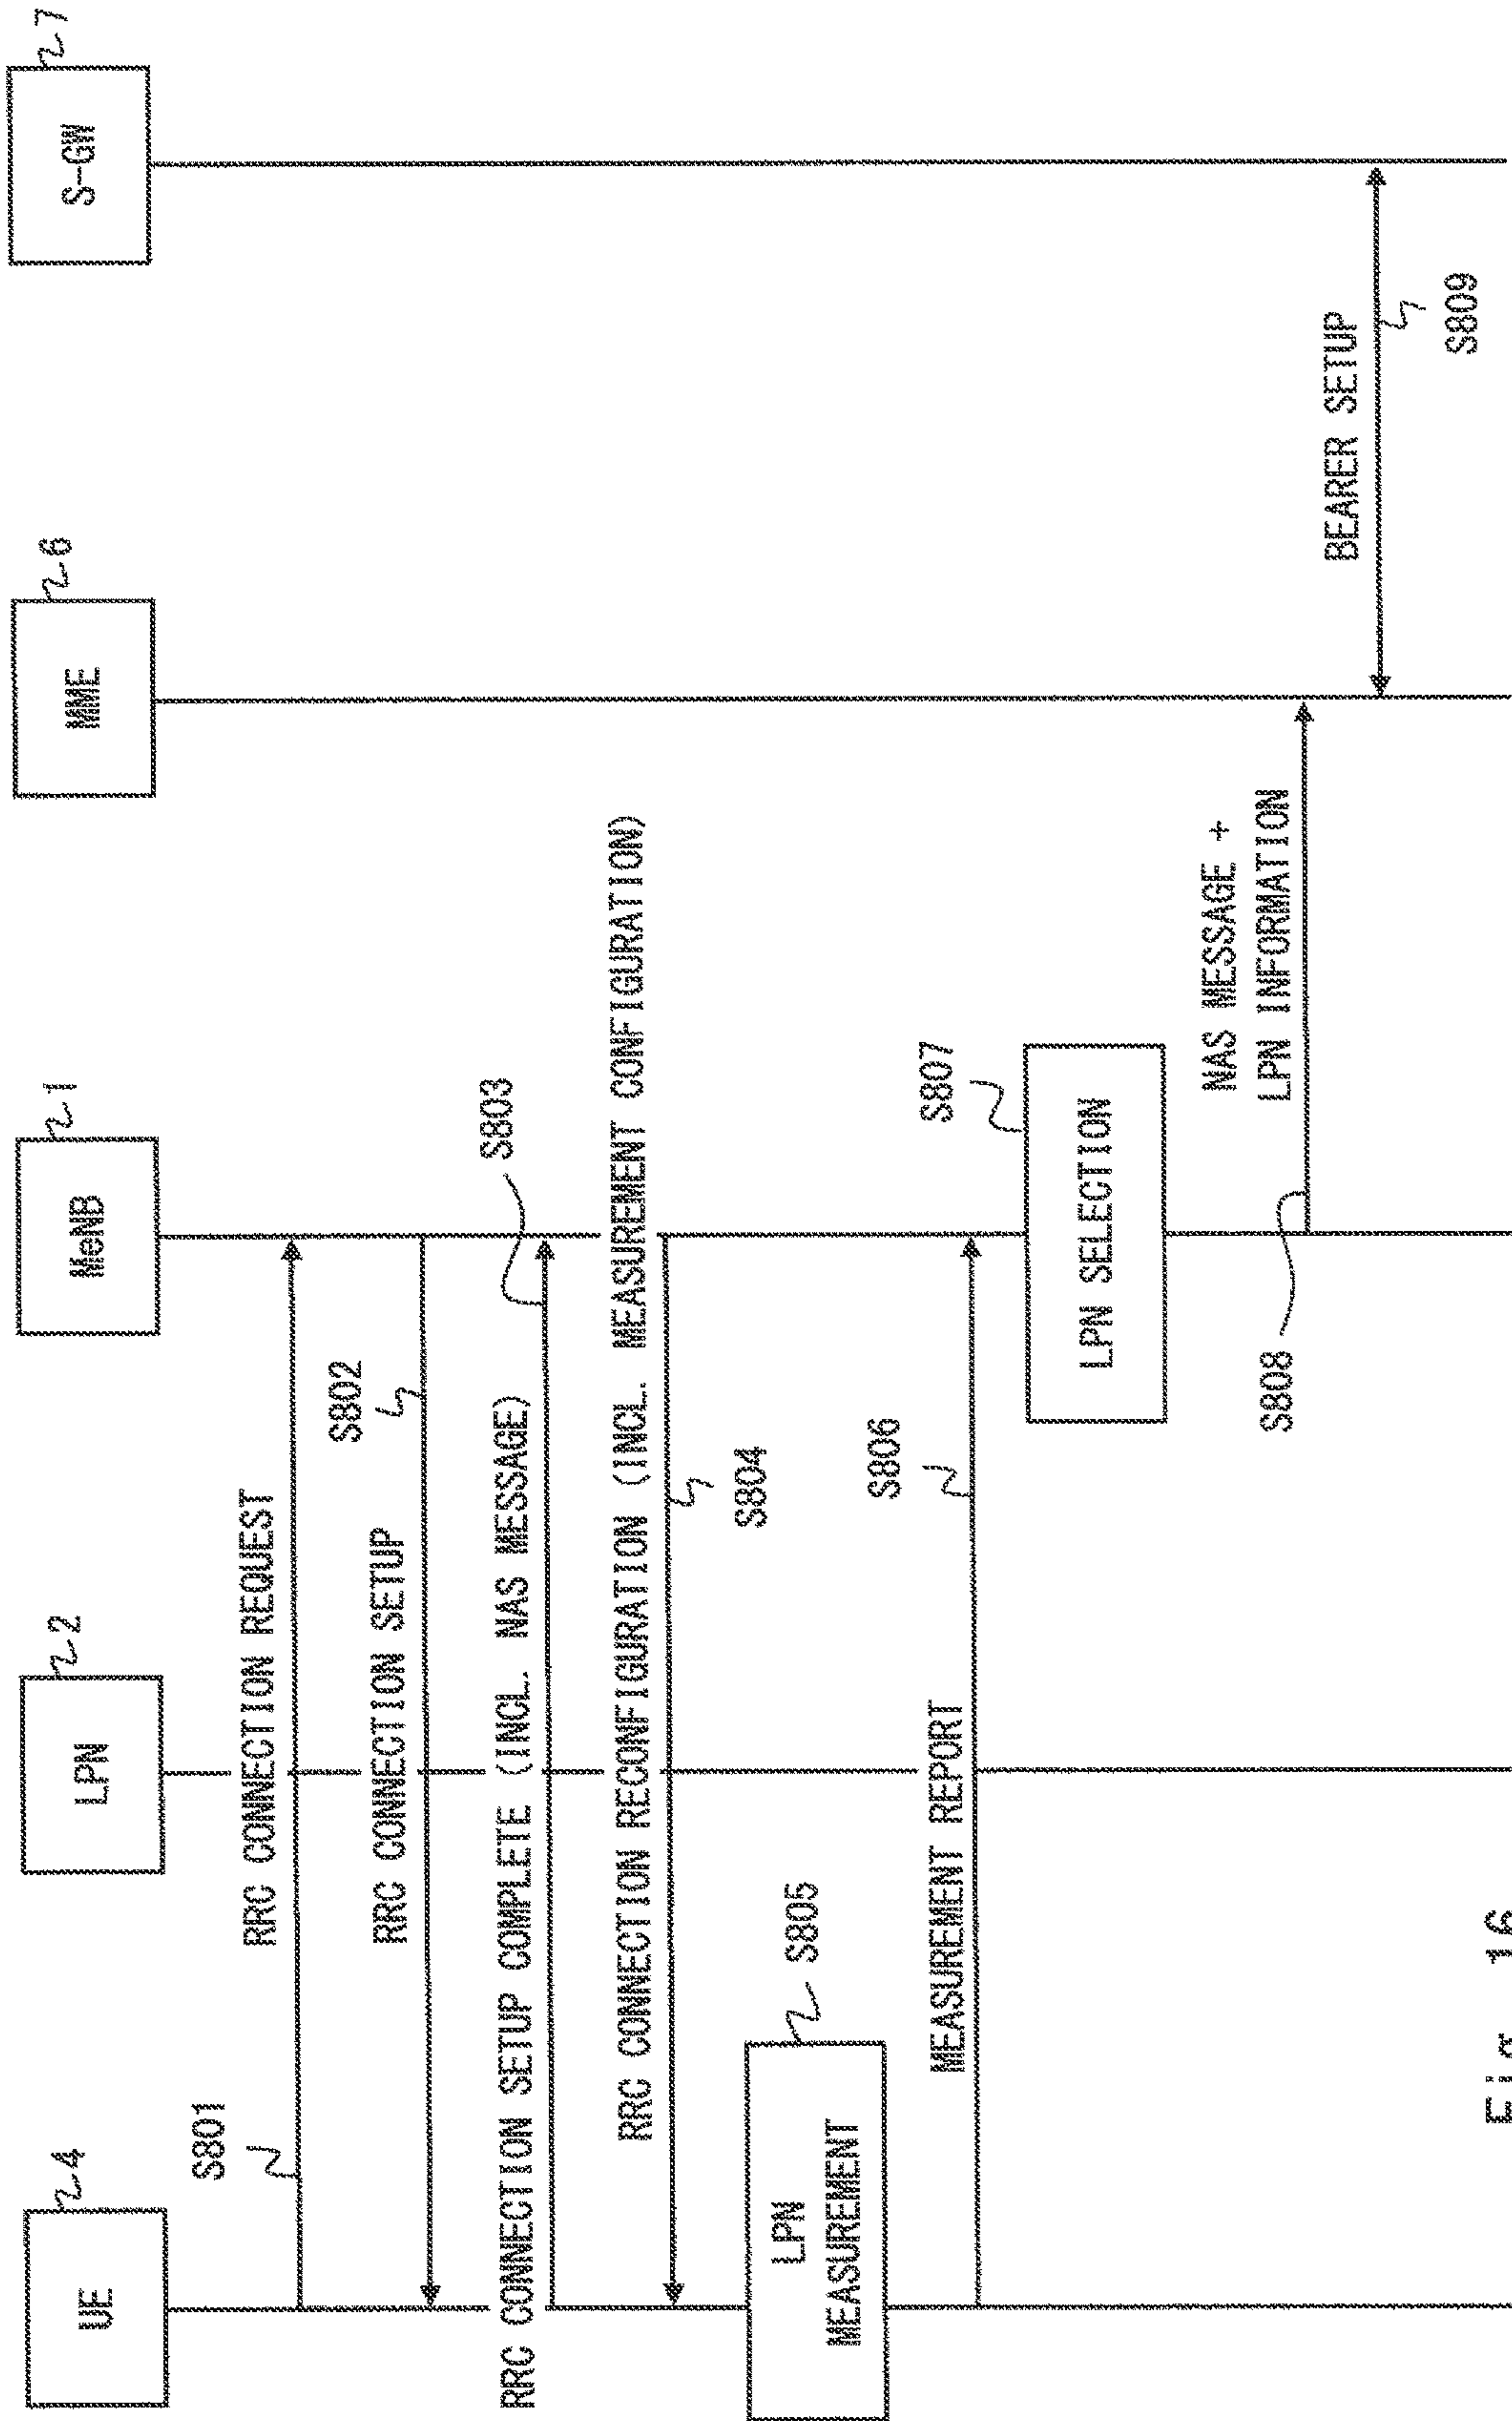 UE
4
LPN
2
MeNB
1
MME
6
S-GW
7
S801
RRC CONNECTION REQUEST
S802
RRC CONNECTION SETUP
S803
RRC CONNECTION SETUP COMPLETE (INCL. NAS MESSAGE)
RRC CONNECTION RECONFIGURATION (INCL. MEASUREMENT CONFIGURATION)
S804
LPN
MEASUREMENT
S805
S806
MEASUREMENT REPORT
S807
LPN SELECTION
NAS MESSAGE +
LPN INFORMATION
S808
BEARER SETUP
S809
Fig. 16